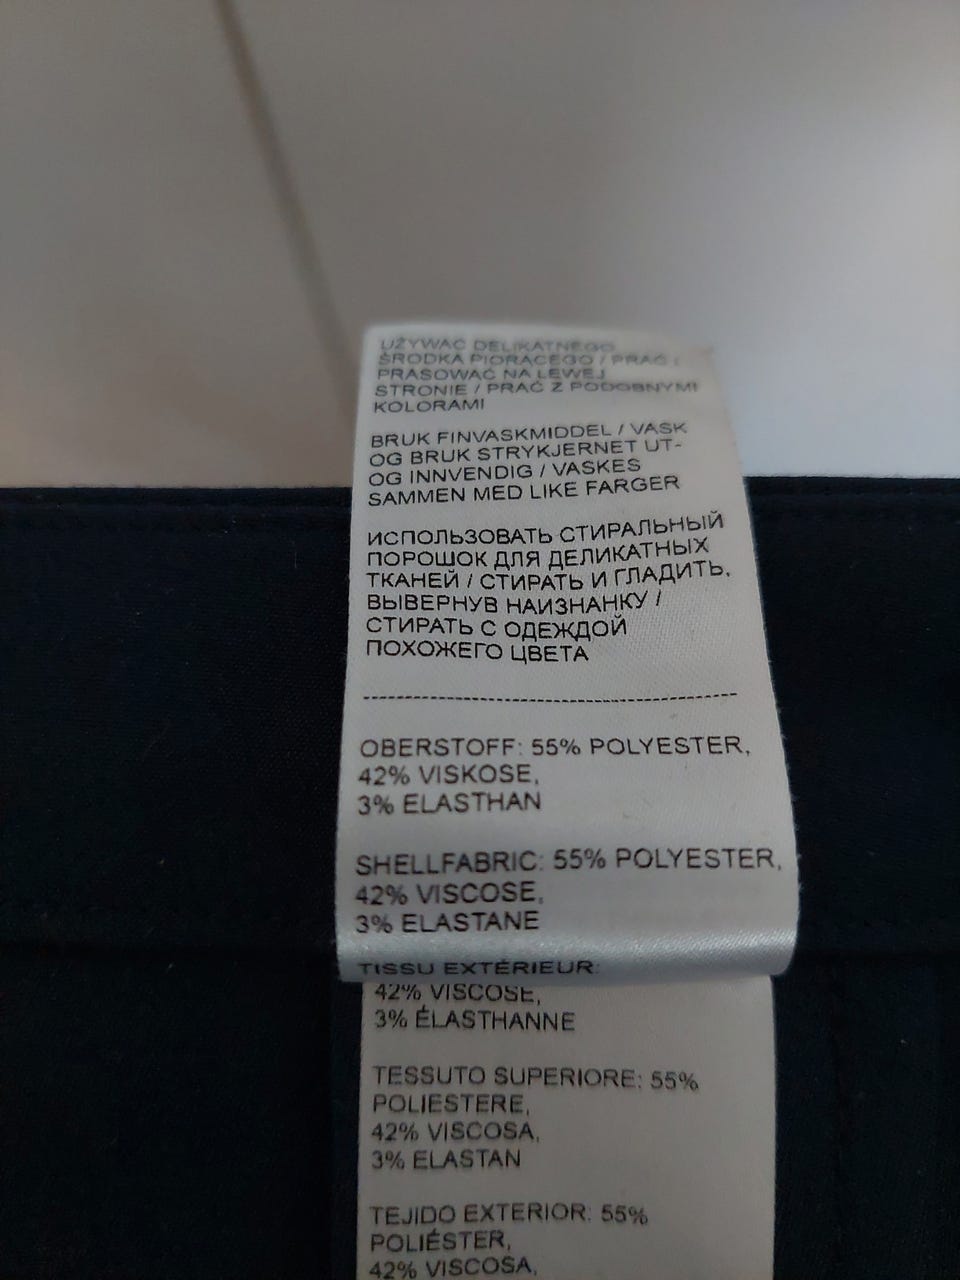 UŻYWAĆ DELIKATNEGO
ŚRODKA PIORĄCEGO / PRAĆ I
PRASOWAĆ NA LEWEJ
STRONIE / PRAĆ Z PODOBNYMI
KOLORAMI
BRUK FINVASKMIDDEL / VASK
OG BRUK STRYKJERNET UT-
OG INNVENDIG / VASKES
SAMMEN MED LIKE FARGER
ИСПОЛЬЗОВАТЬ СТИРАЛЬНЫЙ
ПОРОШОК ДЛЯ ДЕЛИКАТНЫХ
ТКАНЕЙ / СТИРАТЬ И ГЛАДИТЬ,
ВЫВЕРНУВ НАИЗНАНКУ /
СТИРАТЬ С ОДЕЖДОЙ
ПОХОЖЕГО ЦВЕТА
OBERSTOFF: 55% POLYESTER,
42% VISKOSE,
3% ELASTHAN
SHELLFABRIC: 55% POLYESTER,
42% VISCOSE,
3% ELASTANE
TISSU EXTÉRIEUR:
42% VISCOSE,
3% ÉLASTHANNE
TESSUTO SUPERIORE: 55%
POLIESTERE,
42% VISCOSA,
3% ELASTAN
TEJIDO EXTERIOR: 55%
POLIÉSTER,
42% VISCOSA,